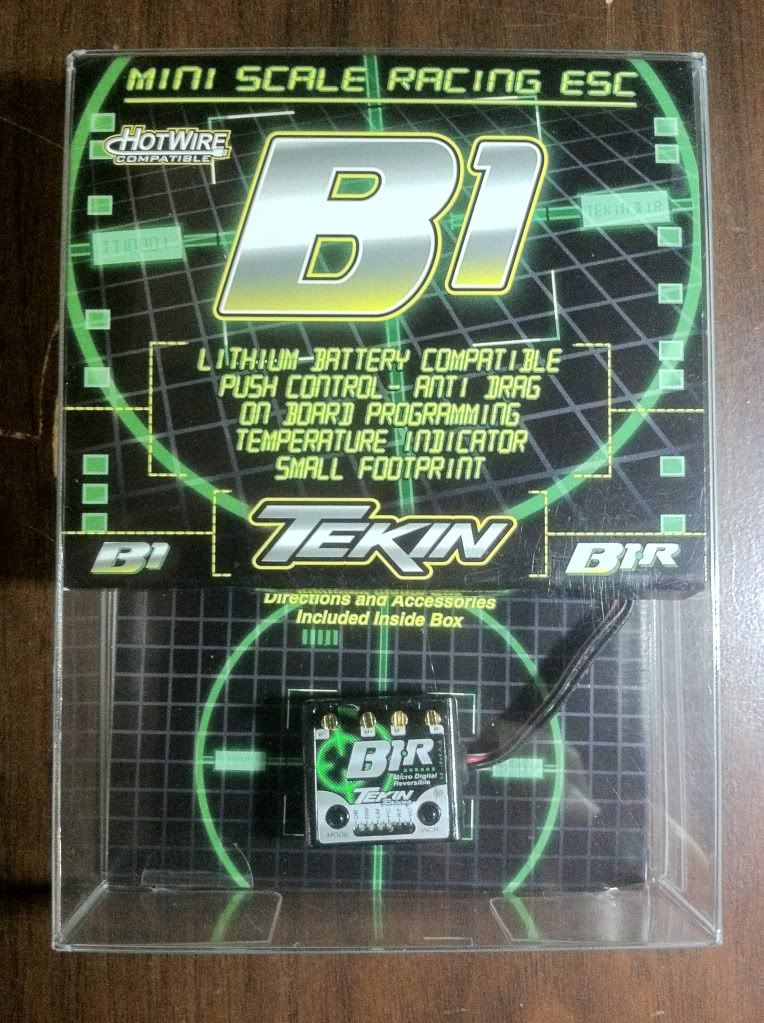 MINI SCALE RACING ESC
HOTWIRE
COMPATIBLE
B1
LITHIUM BATTERY COMPATIBLE
PUSH CONTROL - ANTI DRAG
ON BOARD PROGRAMMING
TEMPERATURE INDICATOR
SMALL FOOTPRINT
TEKIN
B1
B1R
Directions and Accessories
Included Inside Box
B1R
Micro Digital
Reversible
TEKIN
MODE
INCR